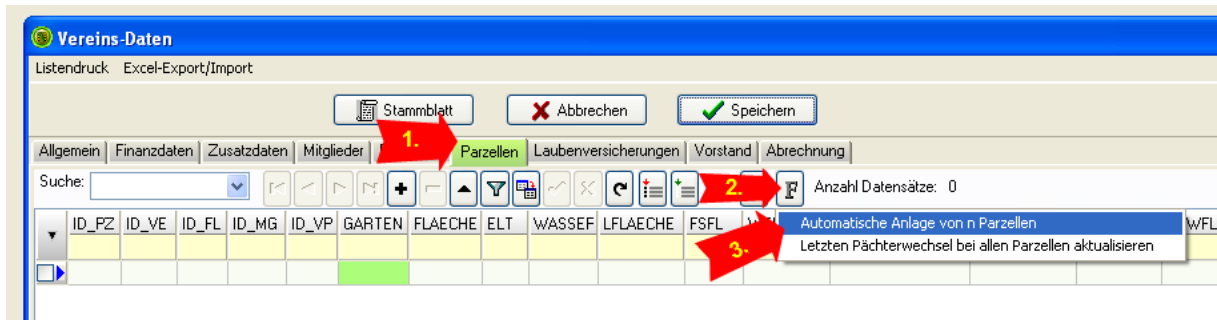 Vereins-Daten
Listendruck Excel-Export/Import
Stammblatt Abbrechen Speichern
1.
Allgemein Finanzdaten Zusatzdaten Mitglieder Parzellen Laubenversicherungen Vorstand Abrechnung
Suche: 2. F Anzahl Datensätze: 0
ID_PZ ID_VE ID_FL ID_MG ID_VP GARTEN FLAECHE ELT WASSEF LFLAECHE FSFL Automatische Anlage von n Parzellen WFL
3. Letzten Pächterwechsel bei allen Parzellen aktualisieren